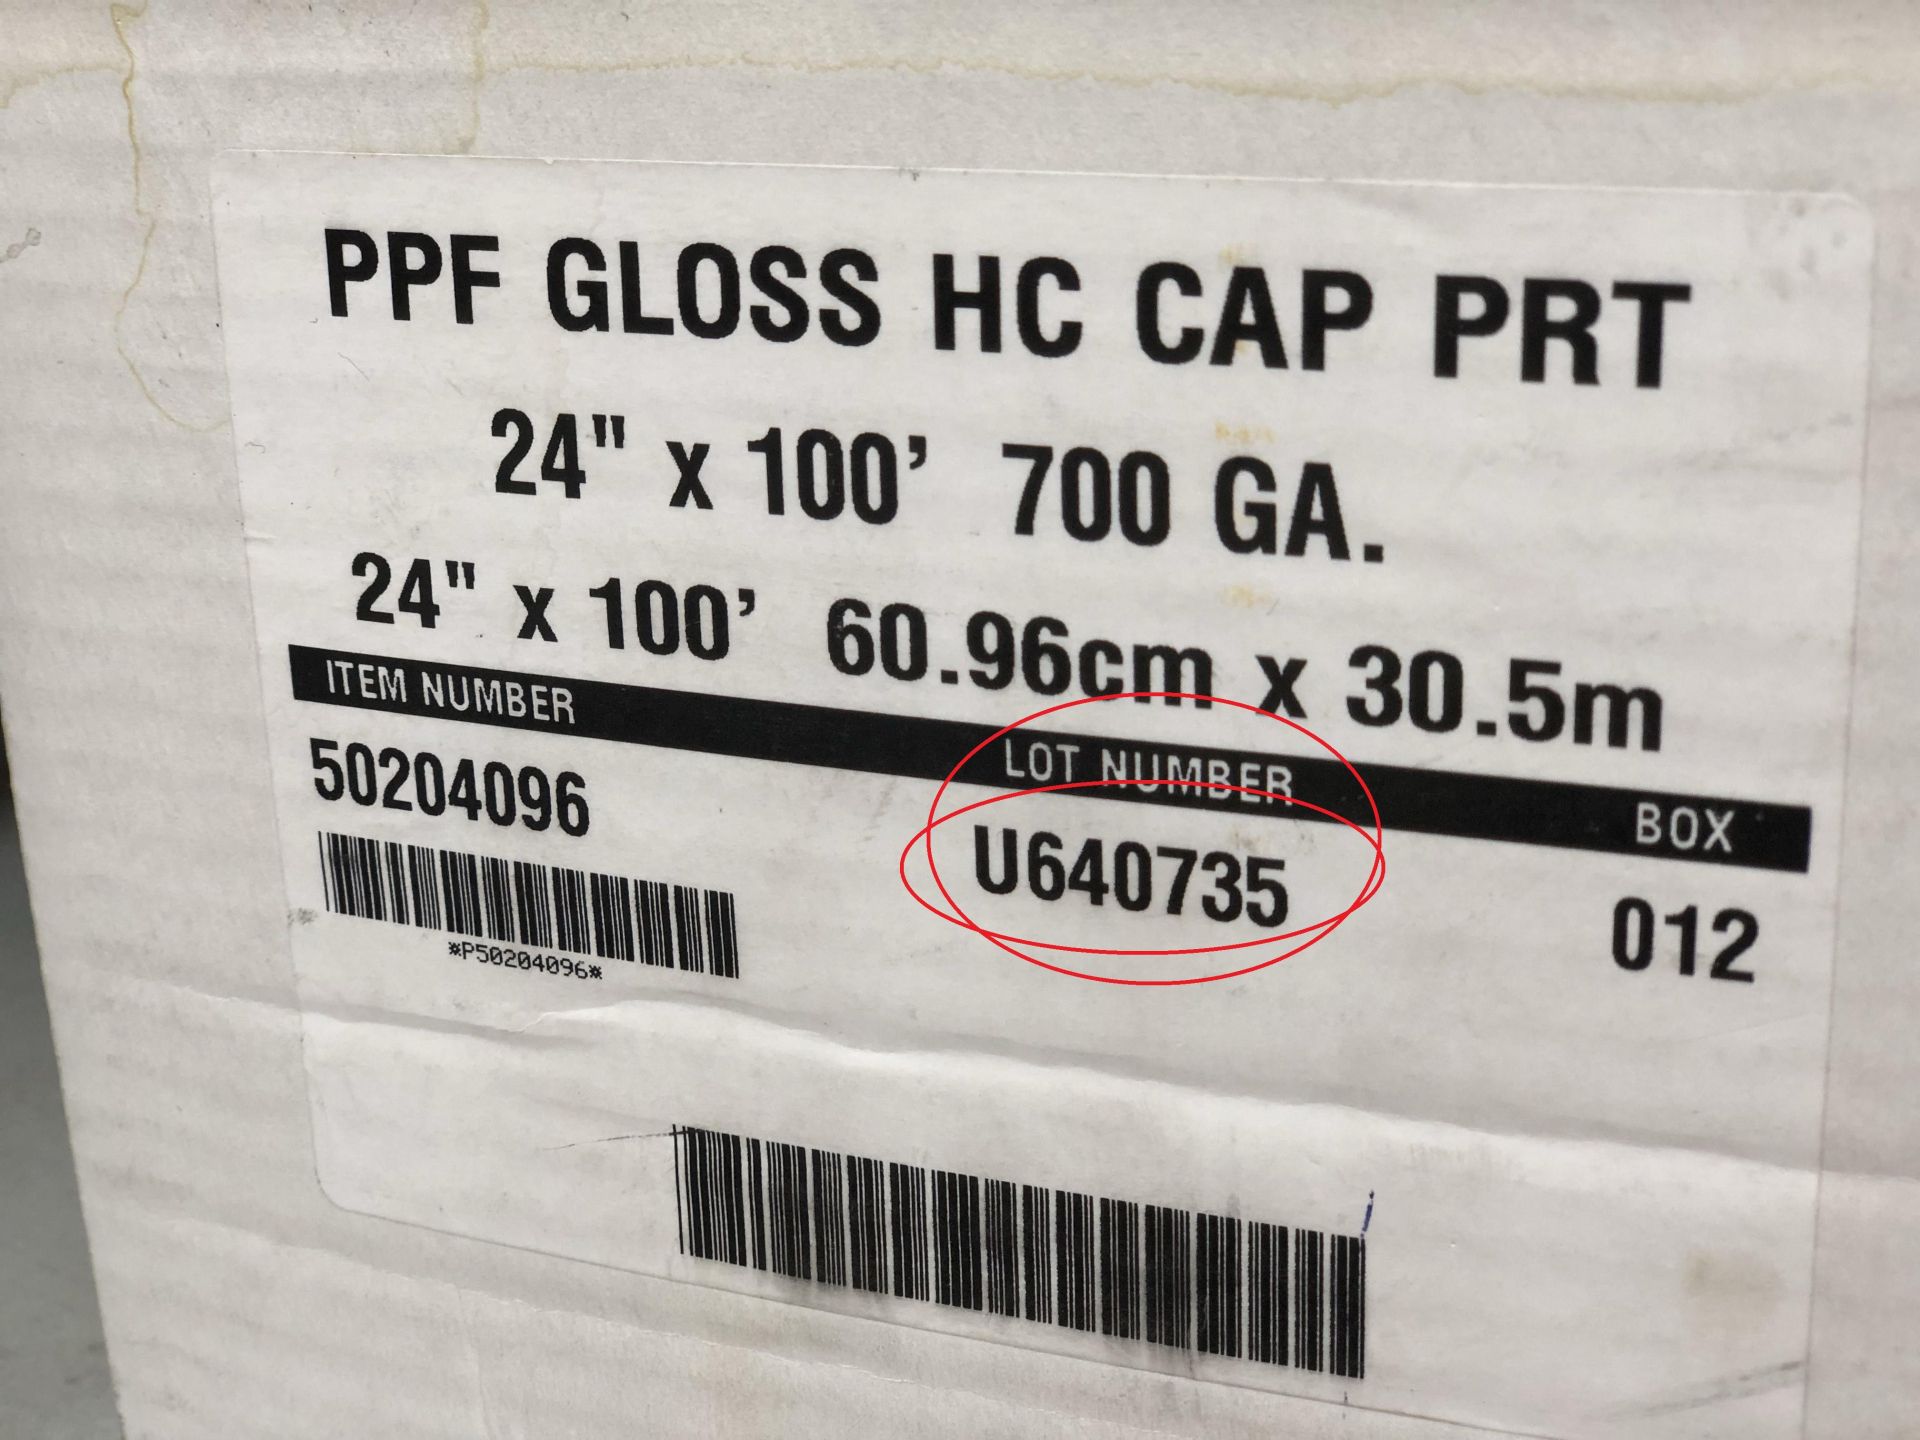 PPF GLOSS HC CAP PRT
24" x 100' 700 GA.
24" x 100' 60.96cm x 30.5m
ITEM NUMBER LOT NUMBER BOX
50204096 U640735 012
*P50204096*